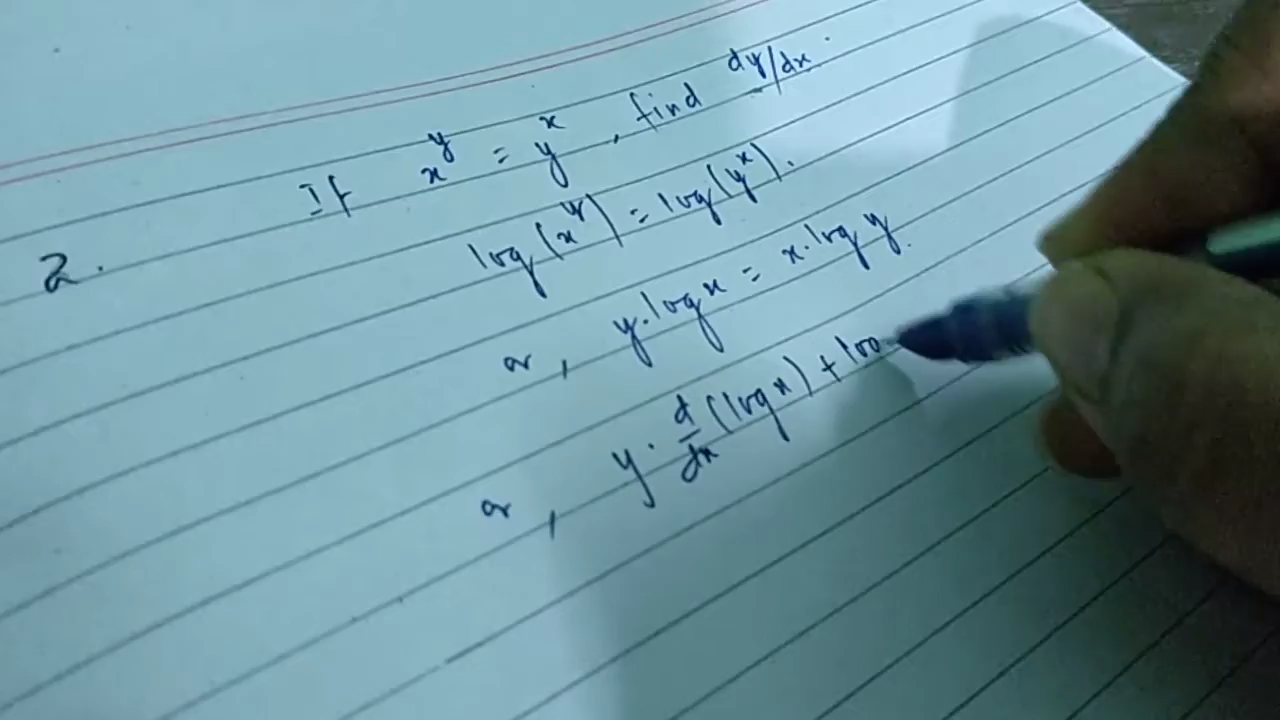 2. If x^y = y^x, find dy/dx.
log(x^y) = log(y^x).
or, y.log x = x.log y.
or, y. d/dx (log x) + log